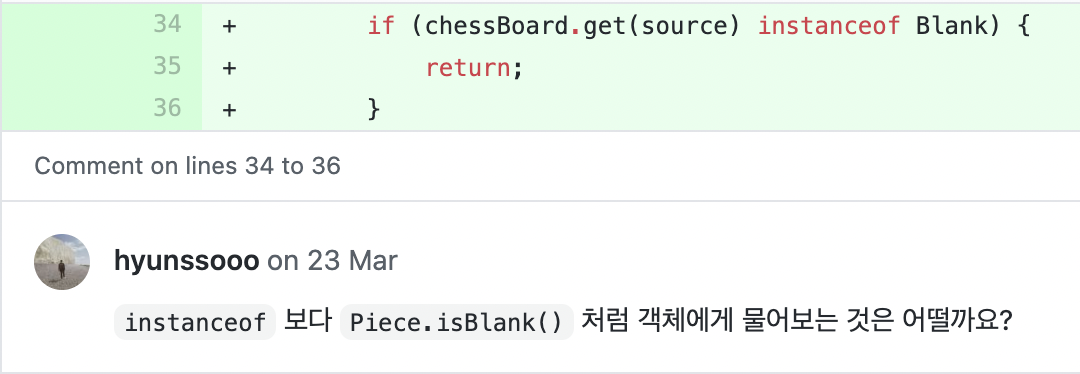 34 + if (chessBoard.get(source) instanceof Blank) {
35 + return;
36 + }
Comment on lines 34 to 36
hyunssooo on 23 Mar
instanceof 보다 Piece.isBlank() 처럼 객체에게 물어보는 것은 어떨까요?